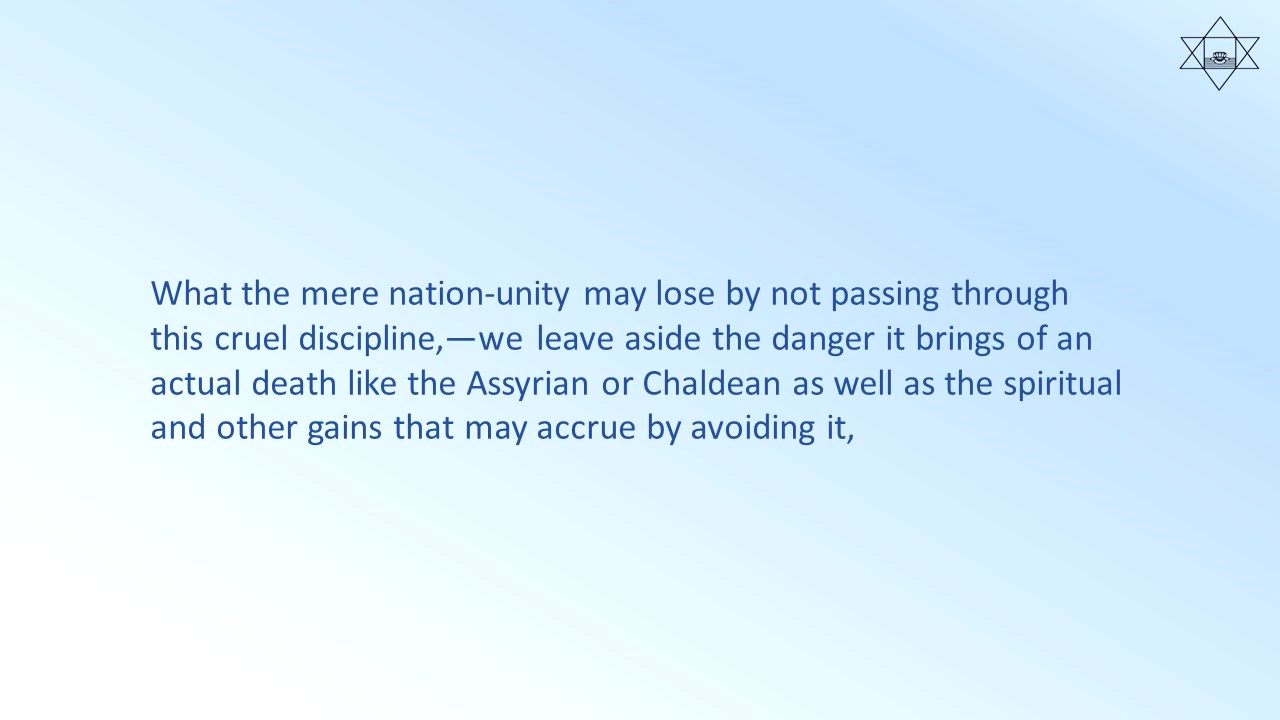 What the mere nation-unity may lose by not passing through
this cruel discipline,—we leave aside the danger it brings of an
actual death like the Assyrian or Chaldean as well as the spiritual
and other gains that may accrue by avoiding it,